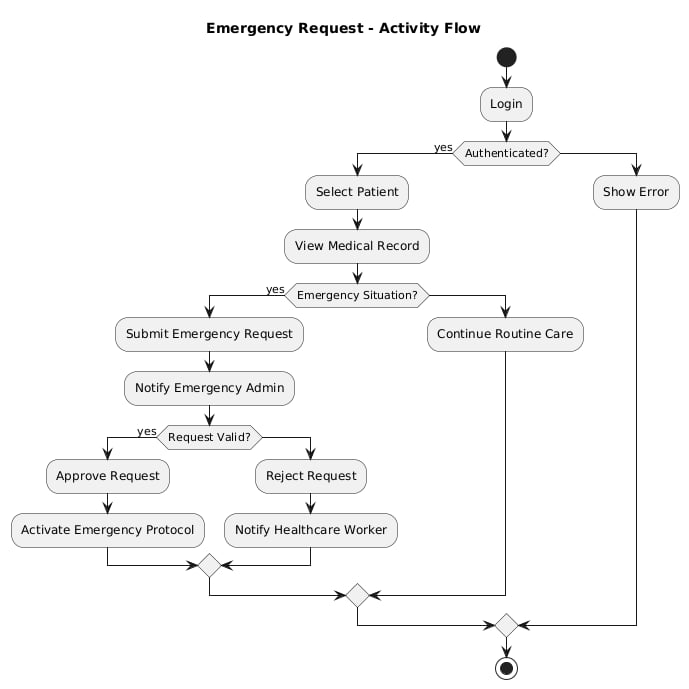 Emergency Request - Activity Flow
Login
yes
Authenticated?
Select Patient
Show Error
View Medical Record
yes
Emergency Situation?
Submit Emergency Request
Continue Routine Care
Notify Emergency Admin
yes
Request Valid?
Approve Request
Reject Request
Activate Emergency Protocol
Notify Healthcare Worker